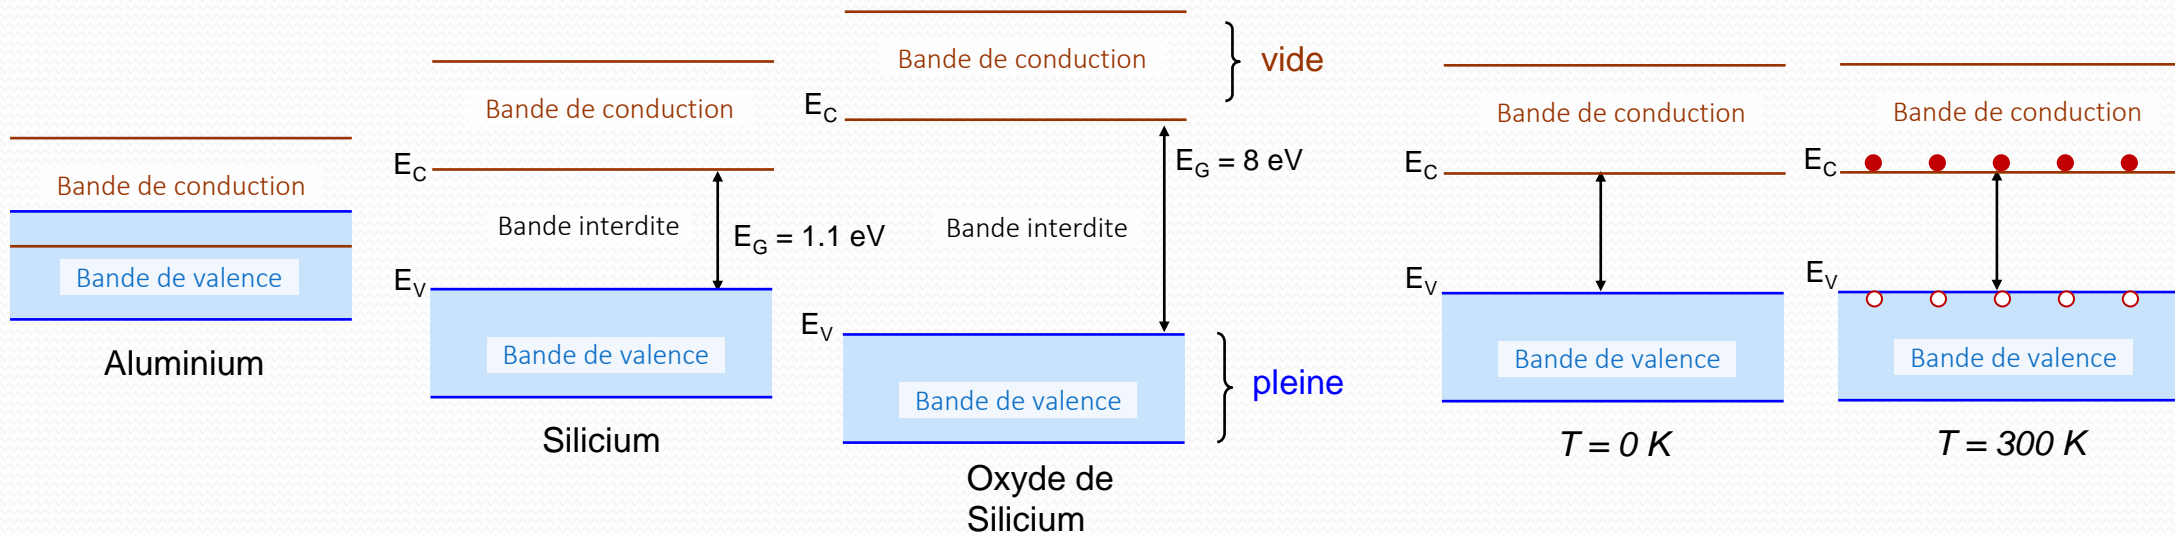 Bande de conduction
Bande de valence
Aluminium
Bande de conduction
E_C
Bande interdite
E_G = 1.1 eV
E_V
Bande de valence
Silicium
Bande de conduction
vide
E_C
E_G = 8 eV
Bande interdite
E_V
Bande de valence
pleine
Oxyde de
Silicium
Bande de conduction
E_C
E_V
Bande de valence
T = 0 K
Bande de conduction
E_C
E_V
Bande de valence
T = 300 K